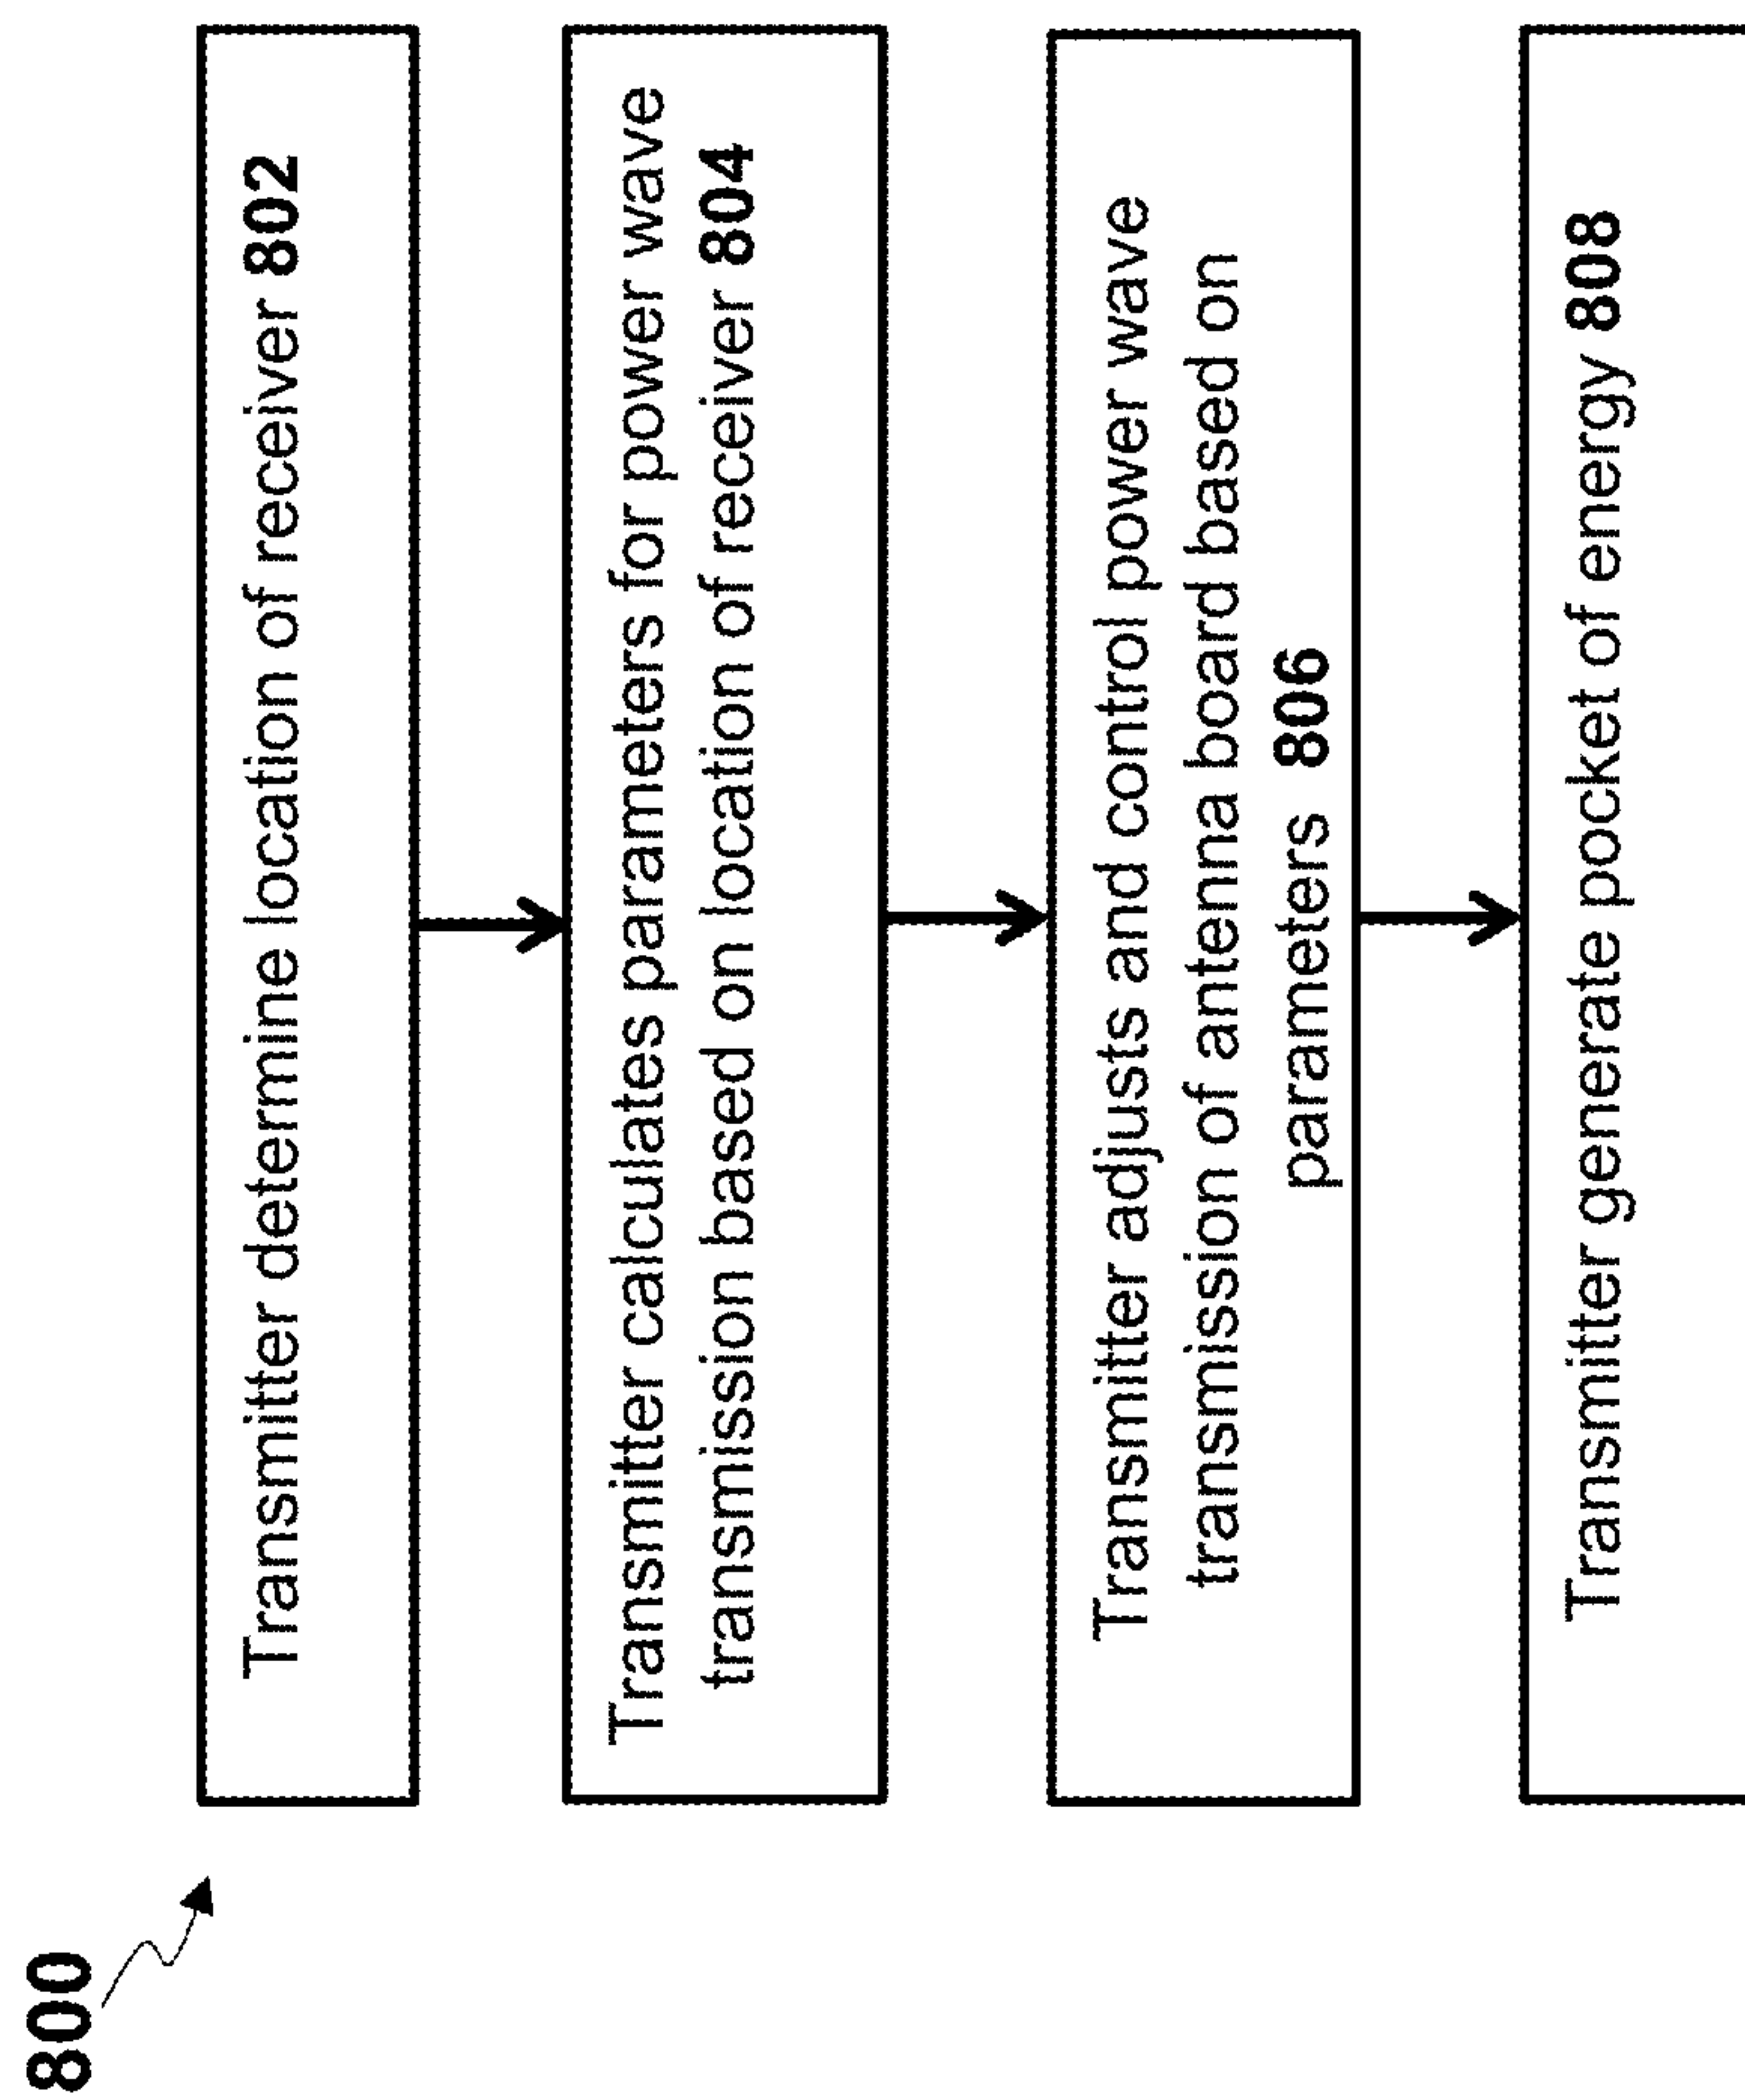 800
Transmitter determine location of receiver 802
Transmitter calculates parameters for power wave
transmission based on location of receiver 804
Transmitter adjusts and control power wave
transmission of antenna board based on
parameters 806
Transmitter generate pocket of energy 808